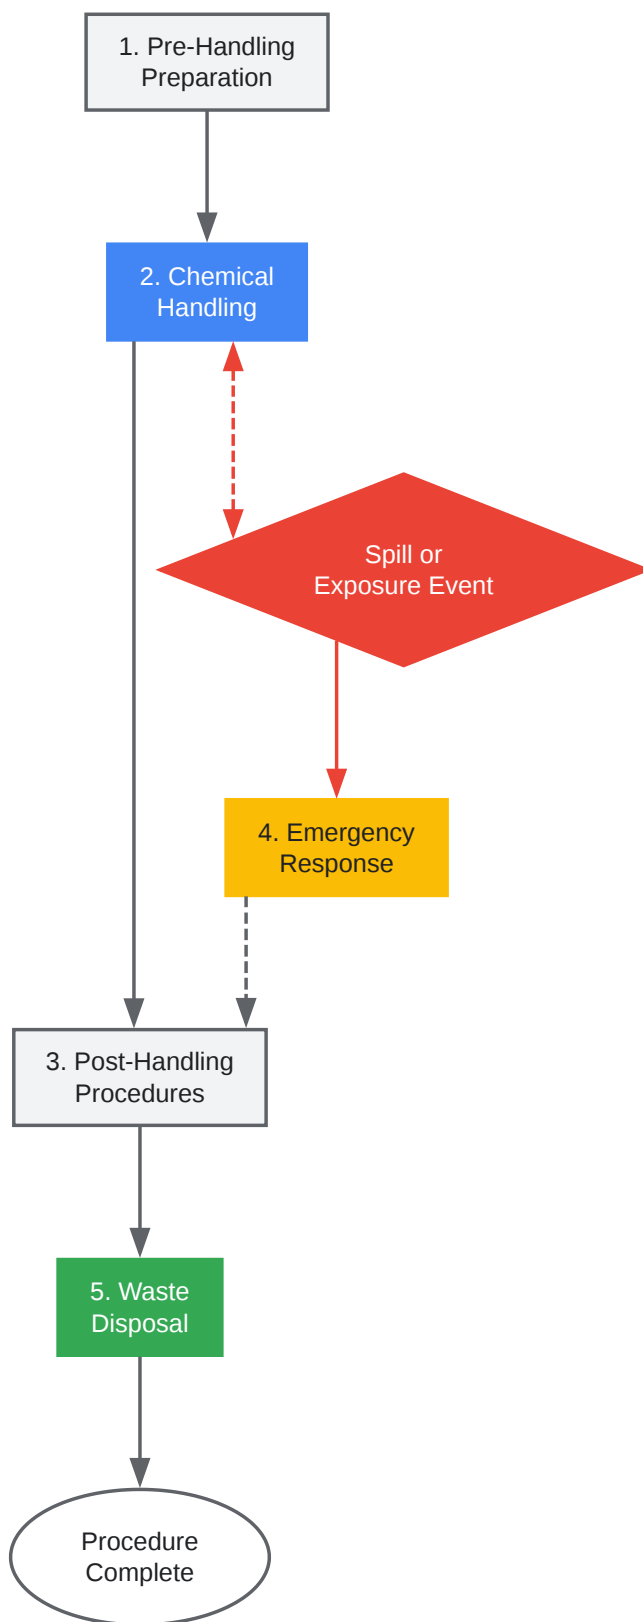 1. Pre-Handling
Preparation
2. Chemical
Handling
Spill or
Exposure Event
4. Emergency
Response
3. Post-Handling
Procedures
5. Waste
Disposal
Procedure
Complete